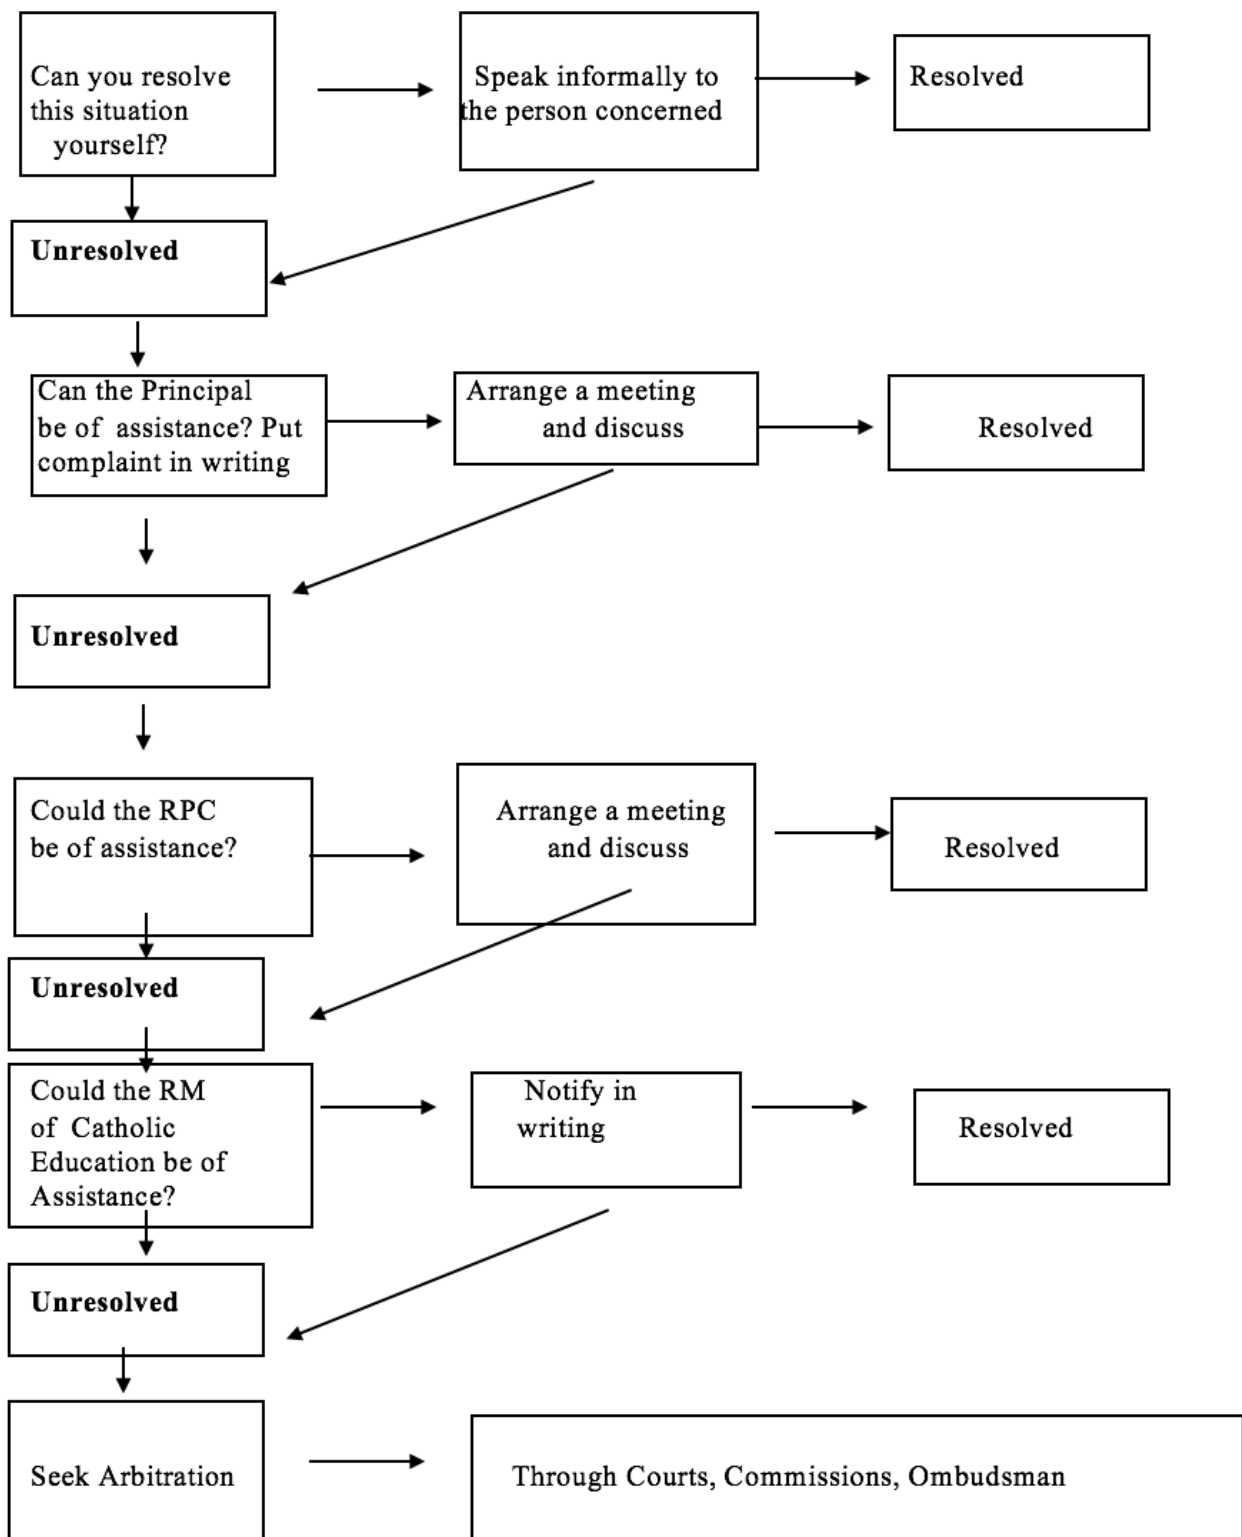 Can you resolve
this situation
yourself?
Speak informally to
the person concerned
Resolved
Unresolved
Can the Principal
be of assistance? Put
complaint in writing
Arrange a meeting
and discuss
Resolved
Unresolved
Could the RPC
be of assistance?
Arrange a meeting
and discuss
Resolved
Unresolved
Could the RM
of Catholic
Education be of
Assistance?
Notify in
writing
Resolved
Unresolved
Seek Arbitration
Through Courts, Commissions, Ombudsman